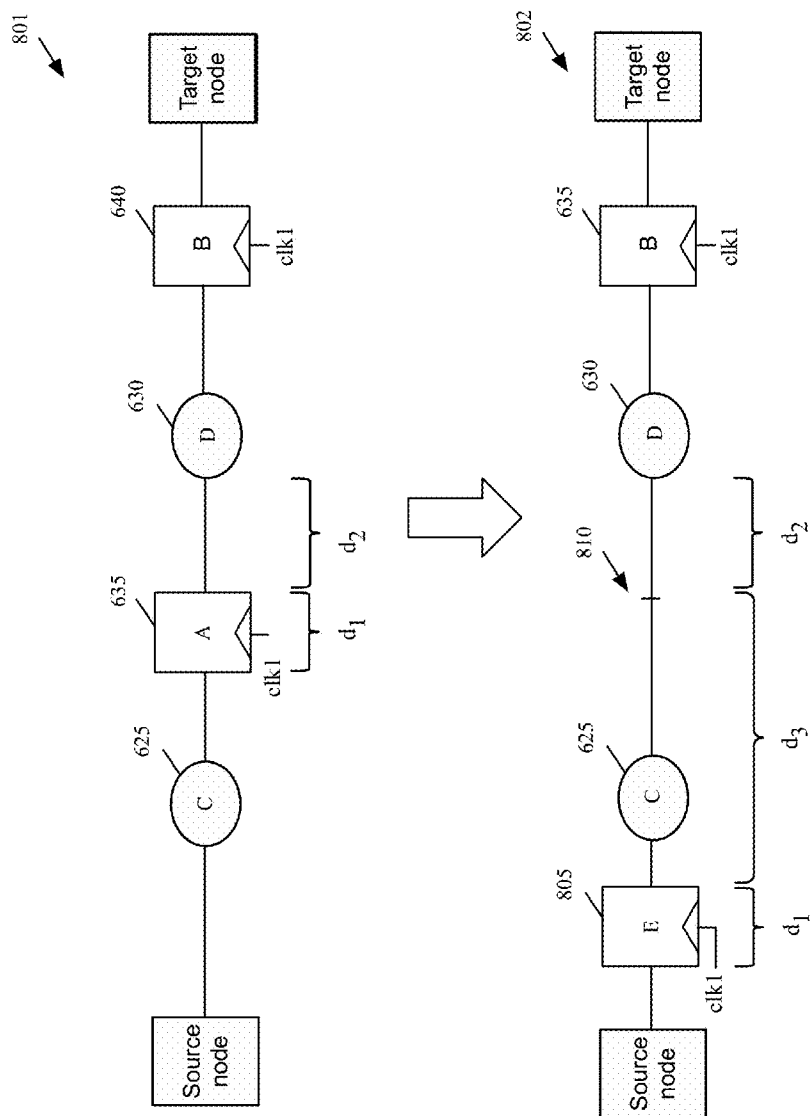 801
625
635
630
640
Source
node
C
A
D
B
Target
node
clk1
clk1
d1
d2
802
805
625
810
630
635
Source
node
E
C
D
B
Target
node
clk1
clk1
d1
d3
d2